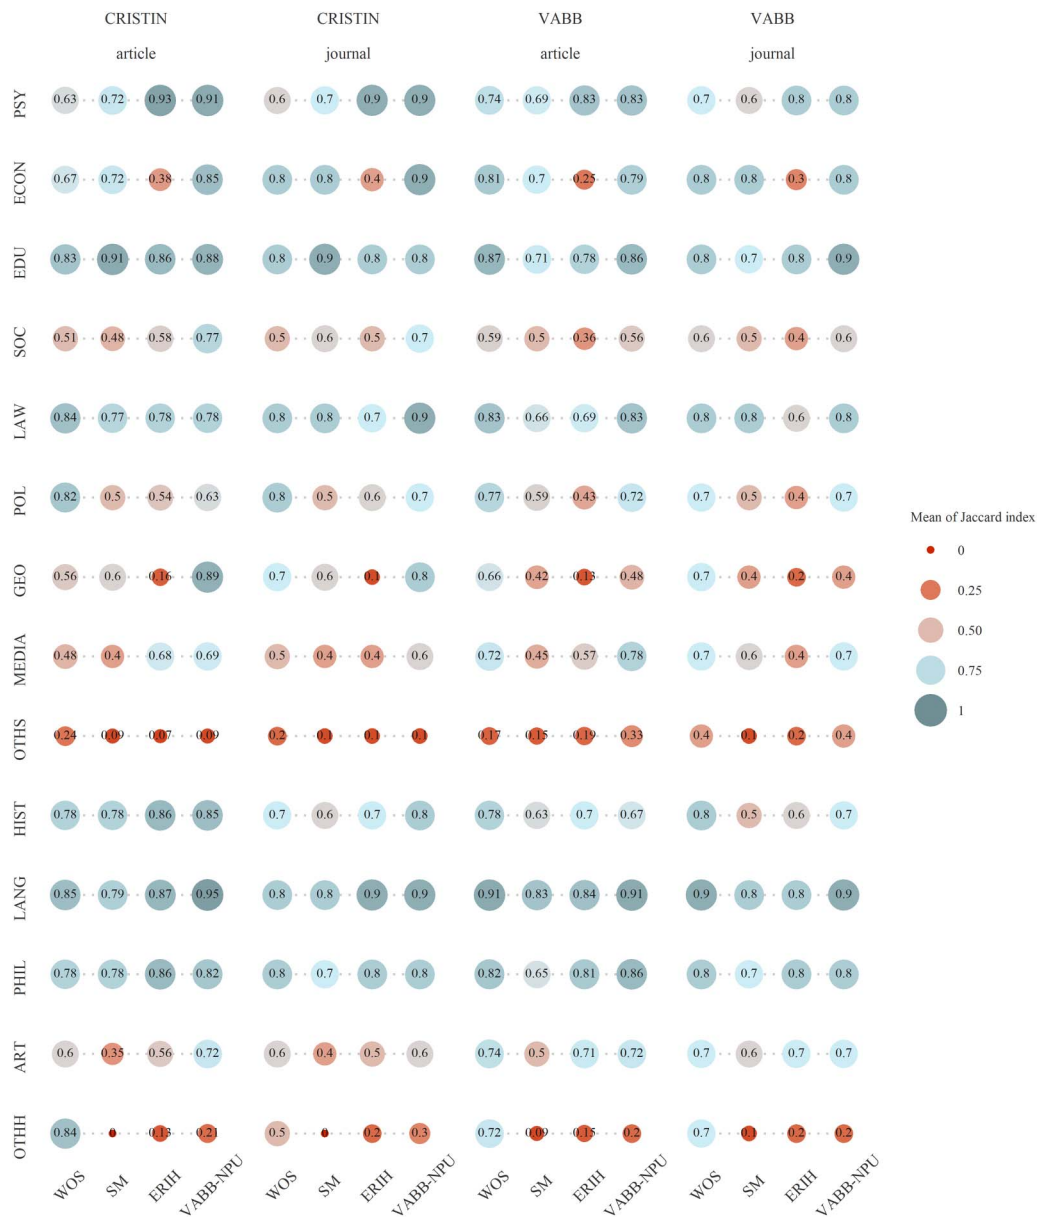 CRISTIN CRISTIN VABB VABB
article journal article journal
PSY 0.63 0.72 0.93 0.91 0.6 0.7 0.9 0.9 0.74 0.69 0.83 0.83 0.7 0.6 0.8 0.8
ECON 0.67 0.72 0.38 0.85 0.8 0.8 0.4 0.9 0.81 0.7 0.25 0.79 0.8 0.8 0.3 0.8
EDU 0.83 0.91 0.86 0.88 0.8 0.9 0.8 0.8 0.87 0.71 0.78 0.86 0.8 0.7 0.8 0.9
SOC 0.51 0.48 0.58 0.77 0.5 0.6 0.5 0.7 0.59 0.5 0.36 0.56 0.6 0.5 0.4 0.6
LAW 0.84 0.77 0.78 0.78 0.8 0.8 0.7 0.9 0.83 0.66 0.69 0.83 0.8 0.8 0.6 0.8
POL 0.82 0.5 0.54 0.63 0.8 0.5 0.6 0.7 0.77 0.59 0.43 0.72 0.7 0.5 0.4 0.7
Mean of Jaccard index
0
0.25
0.50
0.75
1
GEO 0.56 0.6 0.16 0.89 0.7 0.6 0.1 0.8 0.66 0.42 0.13 0.48 0.7 0.4 0.2 0.4
MEDIA 0.48 0.4 0.68 0.69 0.5 0.4 0.4 0.6 0.72 0.45 0.57 0.78 0.7 0.6 0.4 0.7
OTHS 0.24 0.09 0.07 0.09 0.2 0.1 0.1 0.1 0.17 0.15 0.19 0.33 0.4 0.1 0.2 0.4
HIST 0.78 0.78 0.86 0.85 0.7 0.6 0.7 0.8 0.78 0.63 0.7 0.67 0.8 0.5 0.6 0.7
LANG 0.85 0.79 0.87 0.95 0.8 0.8 0.9 0.9 0.91 0.83 0.84 0.91 0.9 0.8 0.8 0.9
PHIL 0.78 0.78 0.86 0.82 0.8 0.7 0.8 0.8 0.82 0.65 0.81 0.86 0.8 0.7 0.8 0.8
ART 0.6 0.35 0.56 0.72 0.6 0.4 0.5 0.6 0.74 0.5 0.71 0.72 0.7 0.6 0.7 0.7
OTHH 0.84 0 0.13 0.21 0.5 0 0.2 0.3 0.72 0.09 0.15 0.2 0.7 0.1 0.2 0.2
WOS SM ERIH VABB-NPU WOS SM ERIH VABB-NPU WOS SM ERIH VABB-NPU WOS SM ERIH VABB-NPU